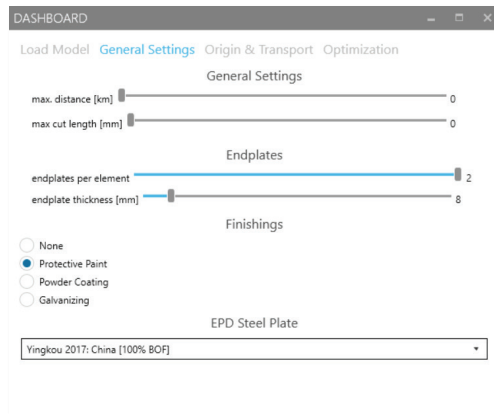 DASHBOARD
Load Model General Settings Origin & Transport Optimization
General Settings
max. distance [km] 0
max cut length [mm] 0
Endplates
endplates per element 2
endplate thickness [mm] 8
Finishings
None
Protective Paint
Powder Coating
Galvanizing
EPD Steel Plate
Yingkou 2017: China [100% BOF]